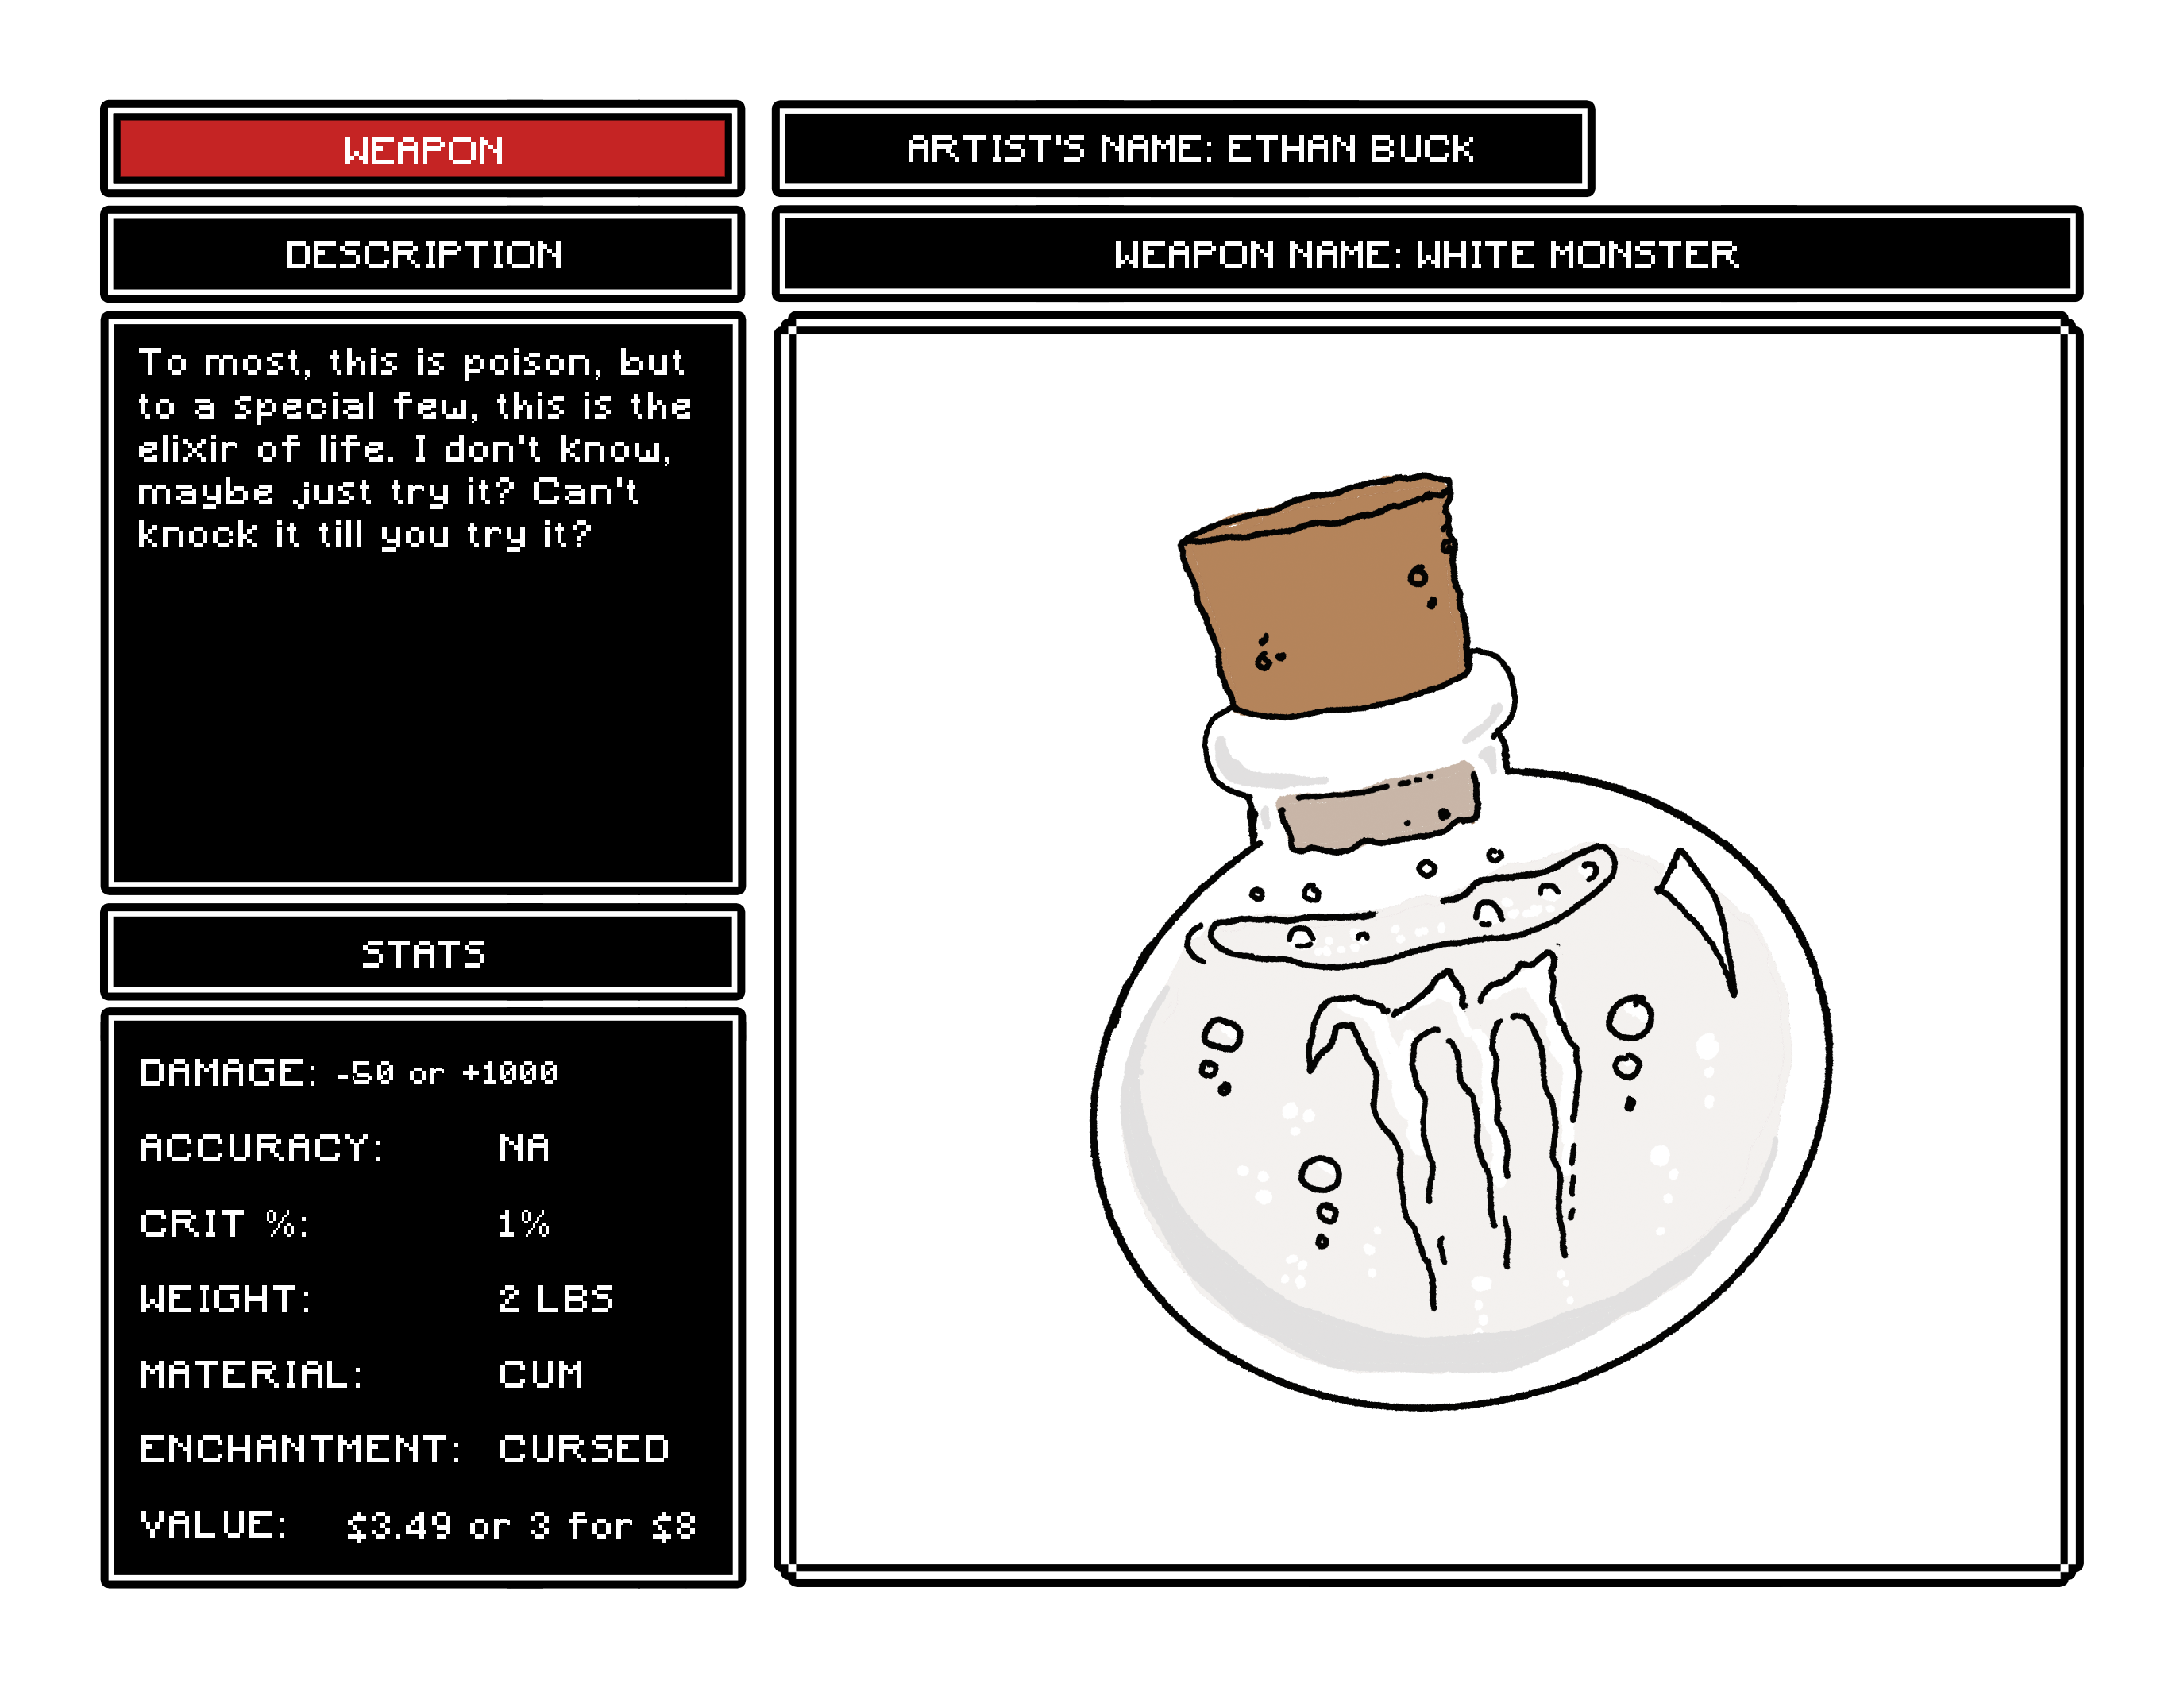 WEAPON
ARTIST'S NAME: ETHAN BUCK
DESCRIPTION
WEAPON NAME: WHITE MONSTER
To most, this is poison, but
to a special few, this is the
elixir of life. I don't know,
maybe just try it? Can't
knock it till you try it?
STATS
DAMAGE: -50 or +1000
ACCURACY: NA
CRIT %: 1%
WEIGHT: 2 LBS
MATERIAL: CUM
ENCHANTMENT: CURSED
VALUE: $3.49 or 3 for $8